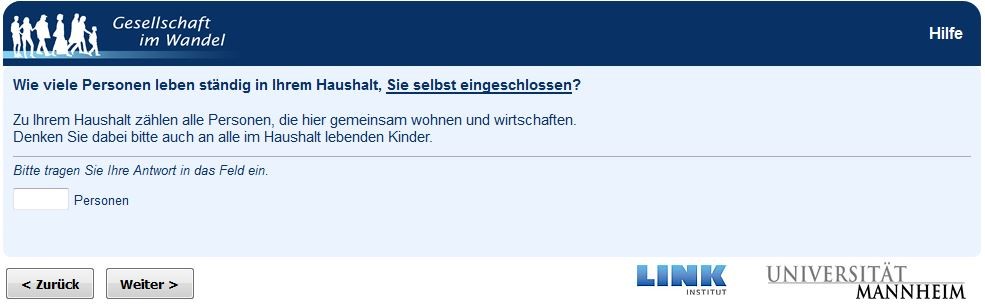 Gesellschaft
im Wandel
Hilfe
Wie viele Personen leben ständig in Ihrem Haushalt, Sie selbst eingeschlossen?
Zu Ihrem Haushalt zählen alle Personen, die hier gemeinsam wohnen und wirtschaften.
Denken Sie dabei bitte auch an alle im Haushalt lebenden Kinder.
Bitte tragen Sie Ihre Antwort in das Feld ein.
Personen
< Zurück
Weiter >
LINK
INSTITUT
UNIVERSITÄT
MANNHEIM